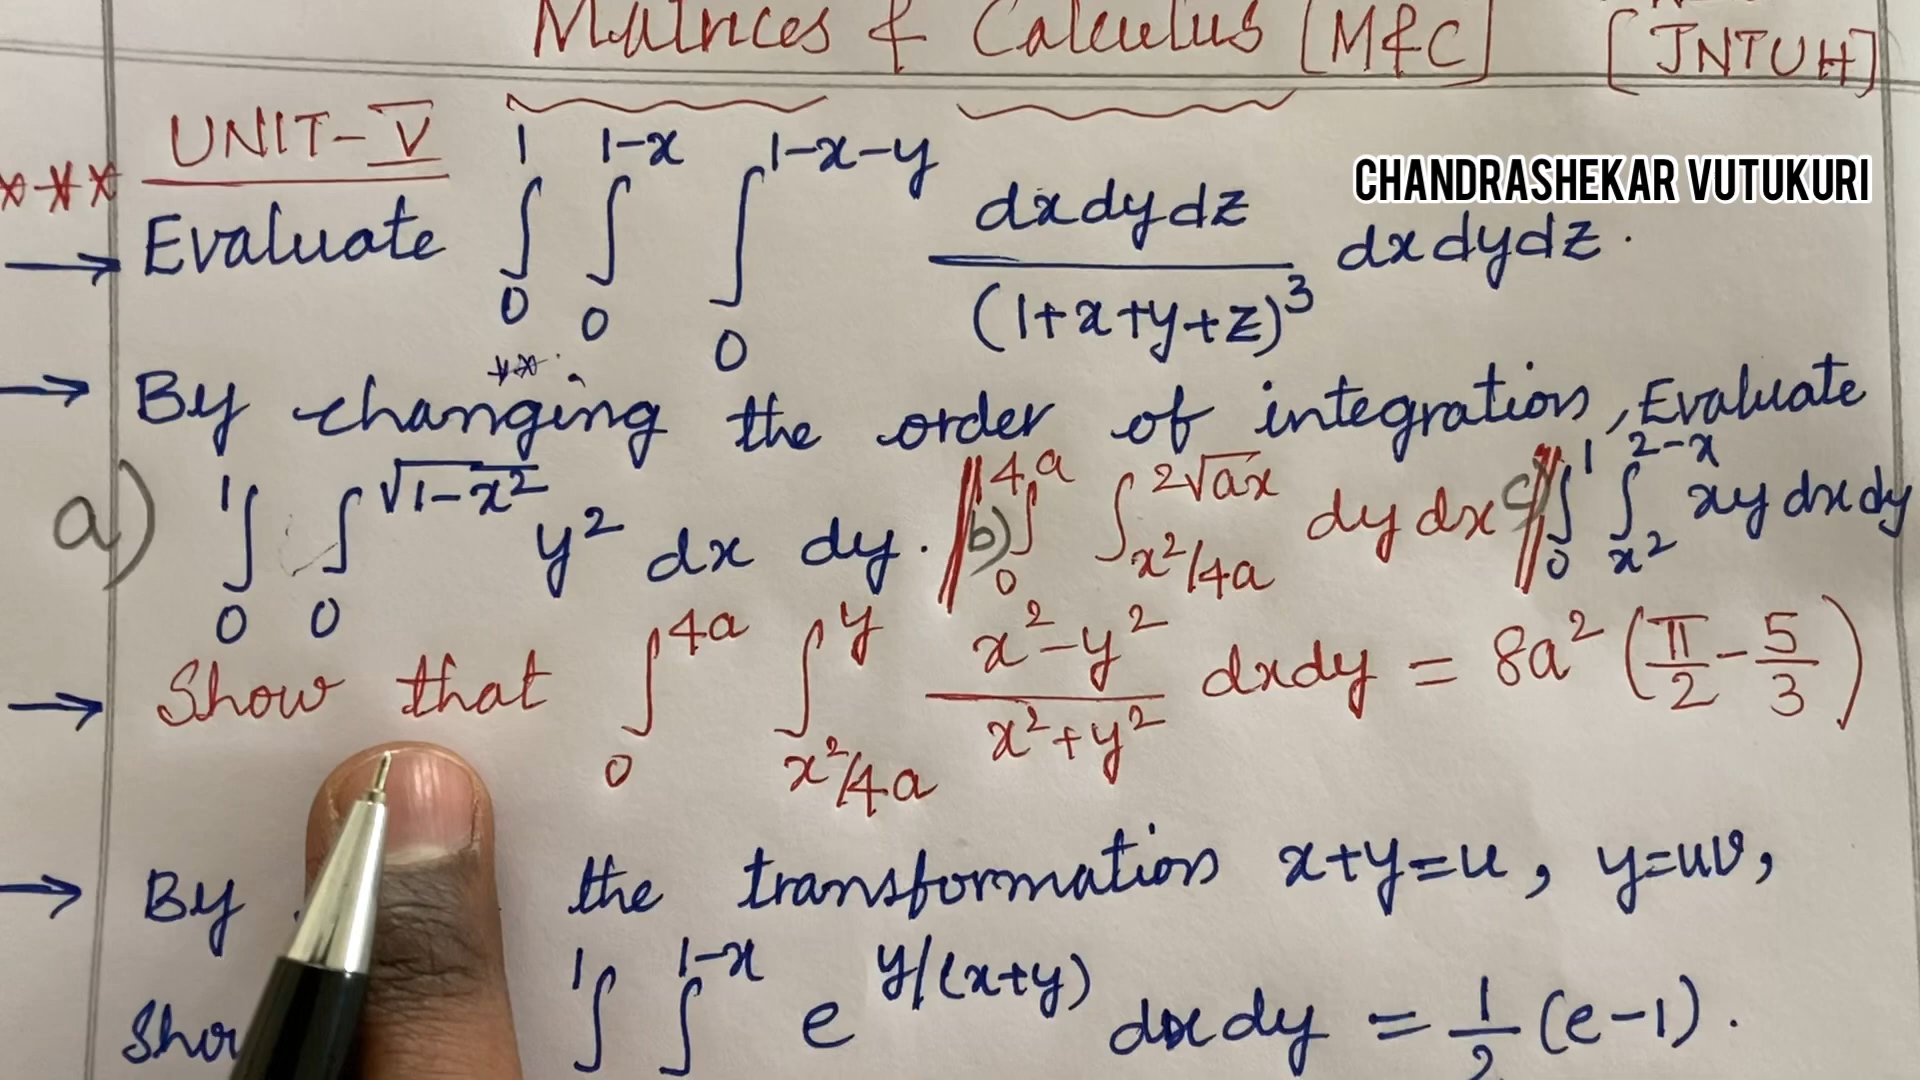 Matrices & Calculus [M&C] [JNTUH]
UNIT-V
CHANDRASHEKAR VUTUKURI
*** → Evaluate ∫₀¹ ∫₀^(1-x) ∫₀^(1-x-y) dxdydz/(1+x+y+z)³ dxdydz.
→ By changing the order of integration, Evaluate
a) ∫₀¹ ∫₀^√(1-x²) y² dx dy. b) ∫₀^(4a) ∫_(x²/4a)^(2√ax) dy dx c) ∫₀¹ ∫_(x²)^(2-x) xy dx dy
→ Show that ∫₀^(4a) ∫_(x²/4a)^y (x²-y²)/(x²+y²) dxdy = 8a² (π/2 - 5/3)
→ By the transformation x+y=u, y=uv,
∫¹ ∫^(1-x) e^(y/(x+y)) dxdy = 1/2 (e-1).